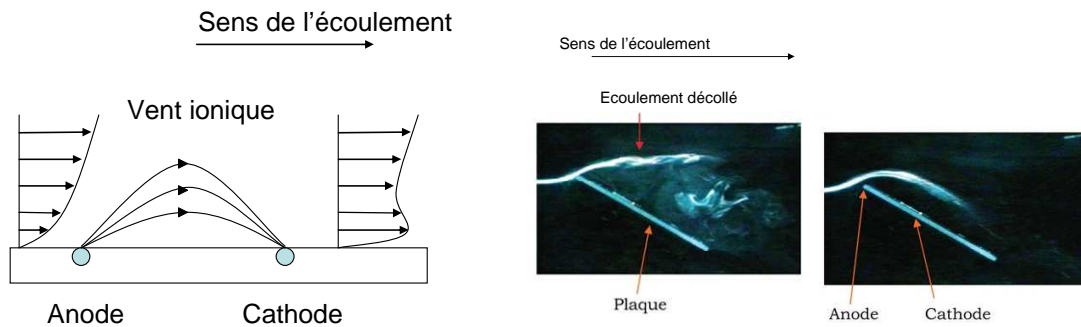 Sens de l'écoulement
Vent ionique
Anode
Cathode
Sens de l'écoulement
Ecoulement décollé
Plaque
Anode
Cathode